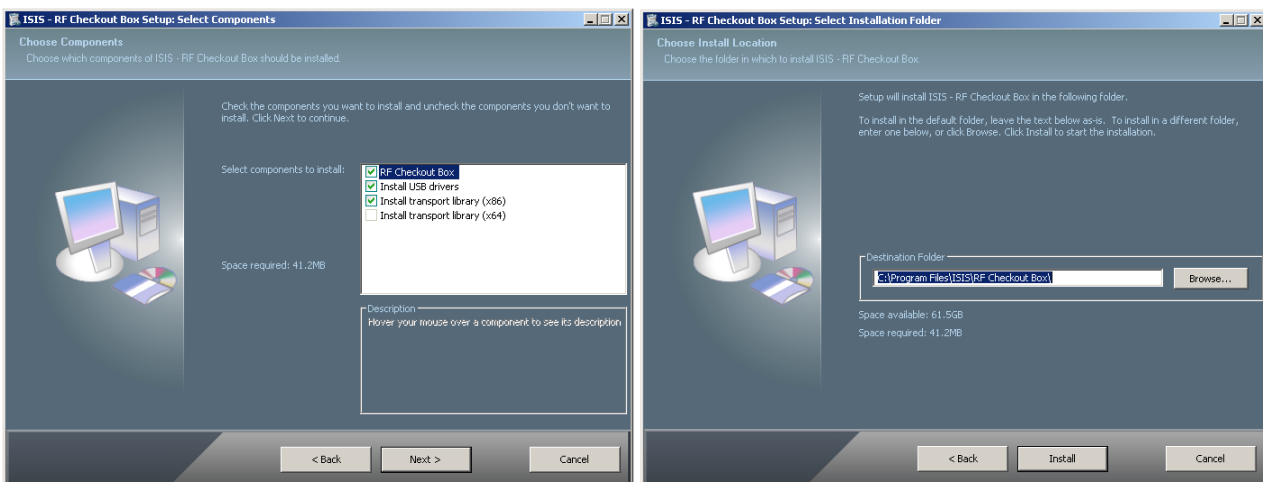 ISIS - RF Checkout Box Setup: Select Components
Choose Components
Choose which components of ISIS - RF Checkout Box should be installed.
Check the components you want to install and uncheck the components you don't want to
install. Click Next to continue.
Select components to install:
RF Checkout Box
Install USB drivers
Install transport library (x86)
Install transport library (x64)
Space required: 41.2MB
Description
Hover your mouse over a component to see its description
< Back
Next >
Cancel
ISIS - RF Checkout Box Setup: Select Installation Folder
Choose Install Location
Choose the folder in which to install ISIS - RF Checkout Box.
Setup will install ISIS - RF Checkout Box in the following folder.
To install in the default folder, leave the text below as-is. To install in a different folder,
enter one below, or click Browse. Click Install to start the installation.
Destination Folder
C:\Program Files\ISIS\RF Checkout Box\
Browse...
Space available: 61.5GB
Space required: 41.2MB
< Back
Install
Cancel